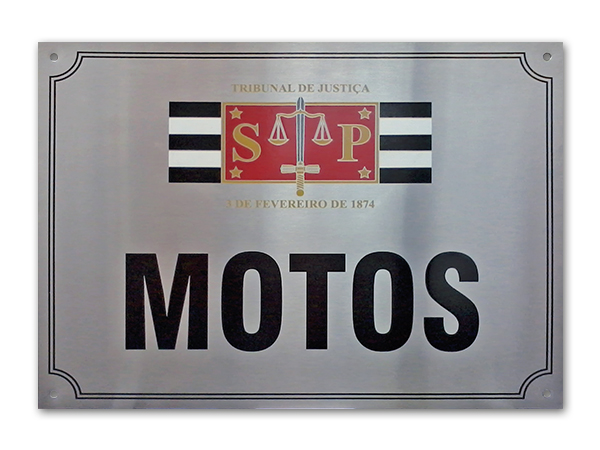 TRIBUNAL DE JUSTIÇA
S P
3 DE FEVEREIRO DE 1874
MOTOS